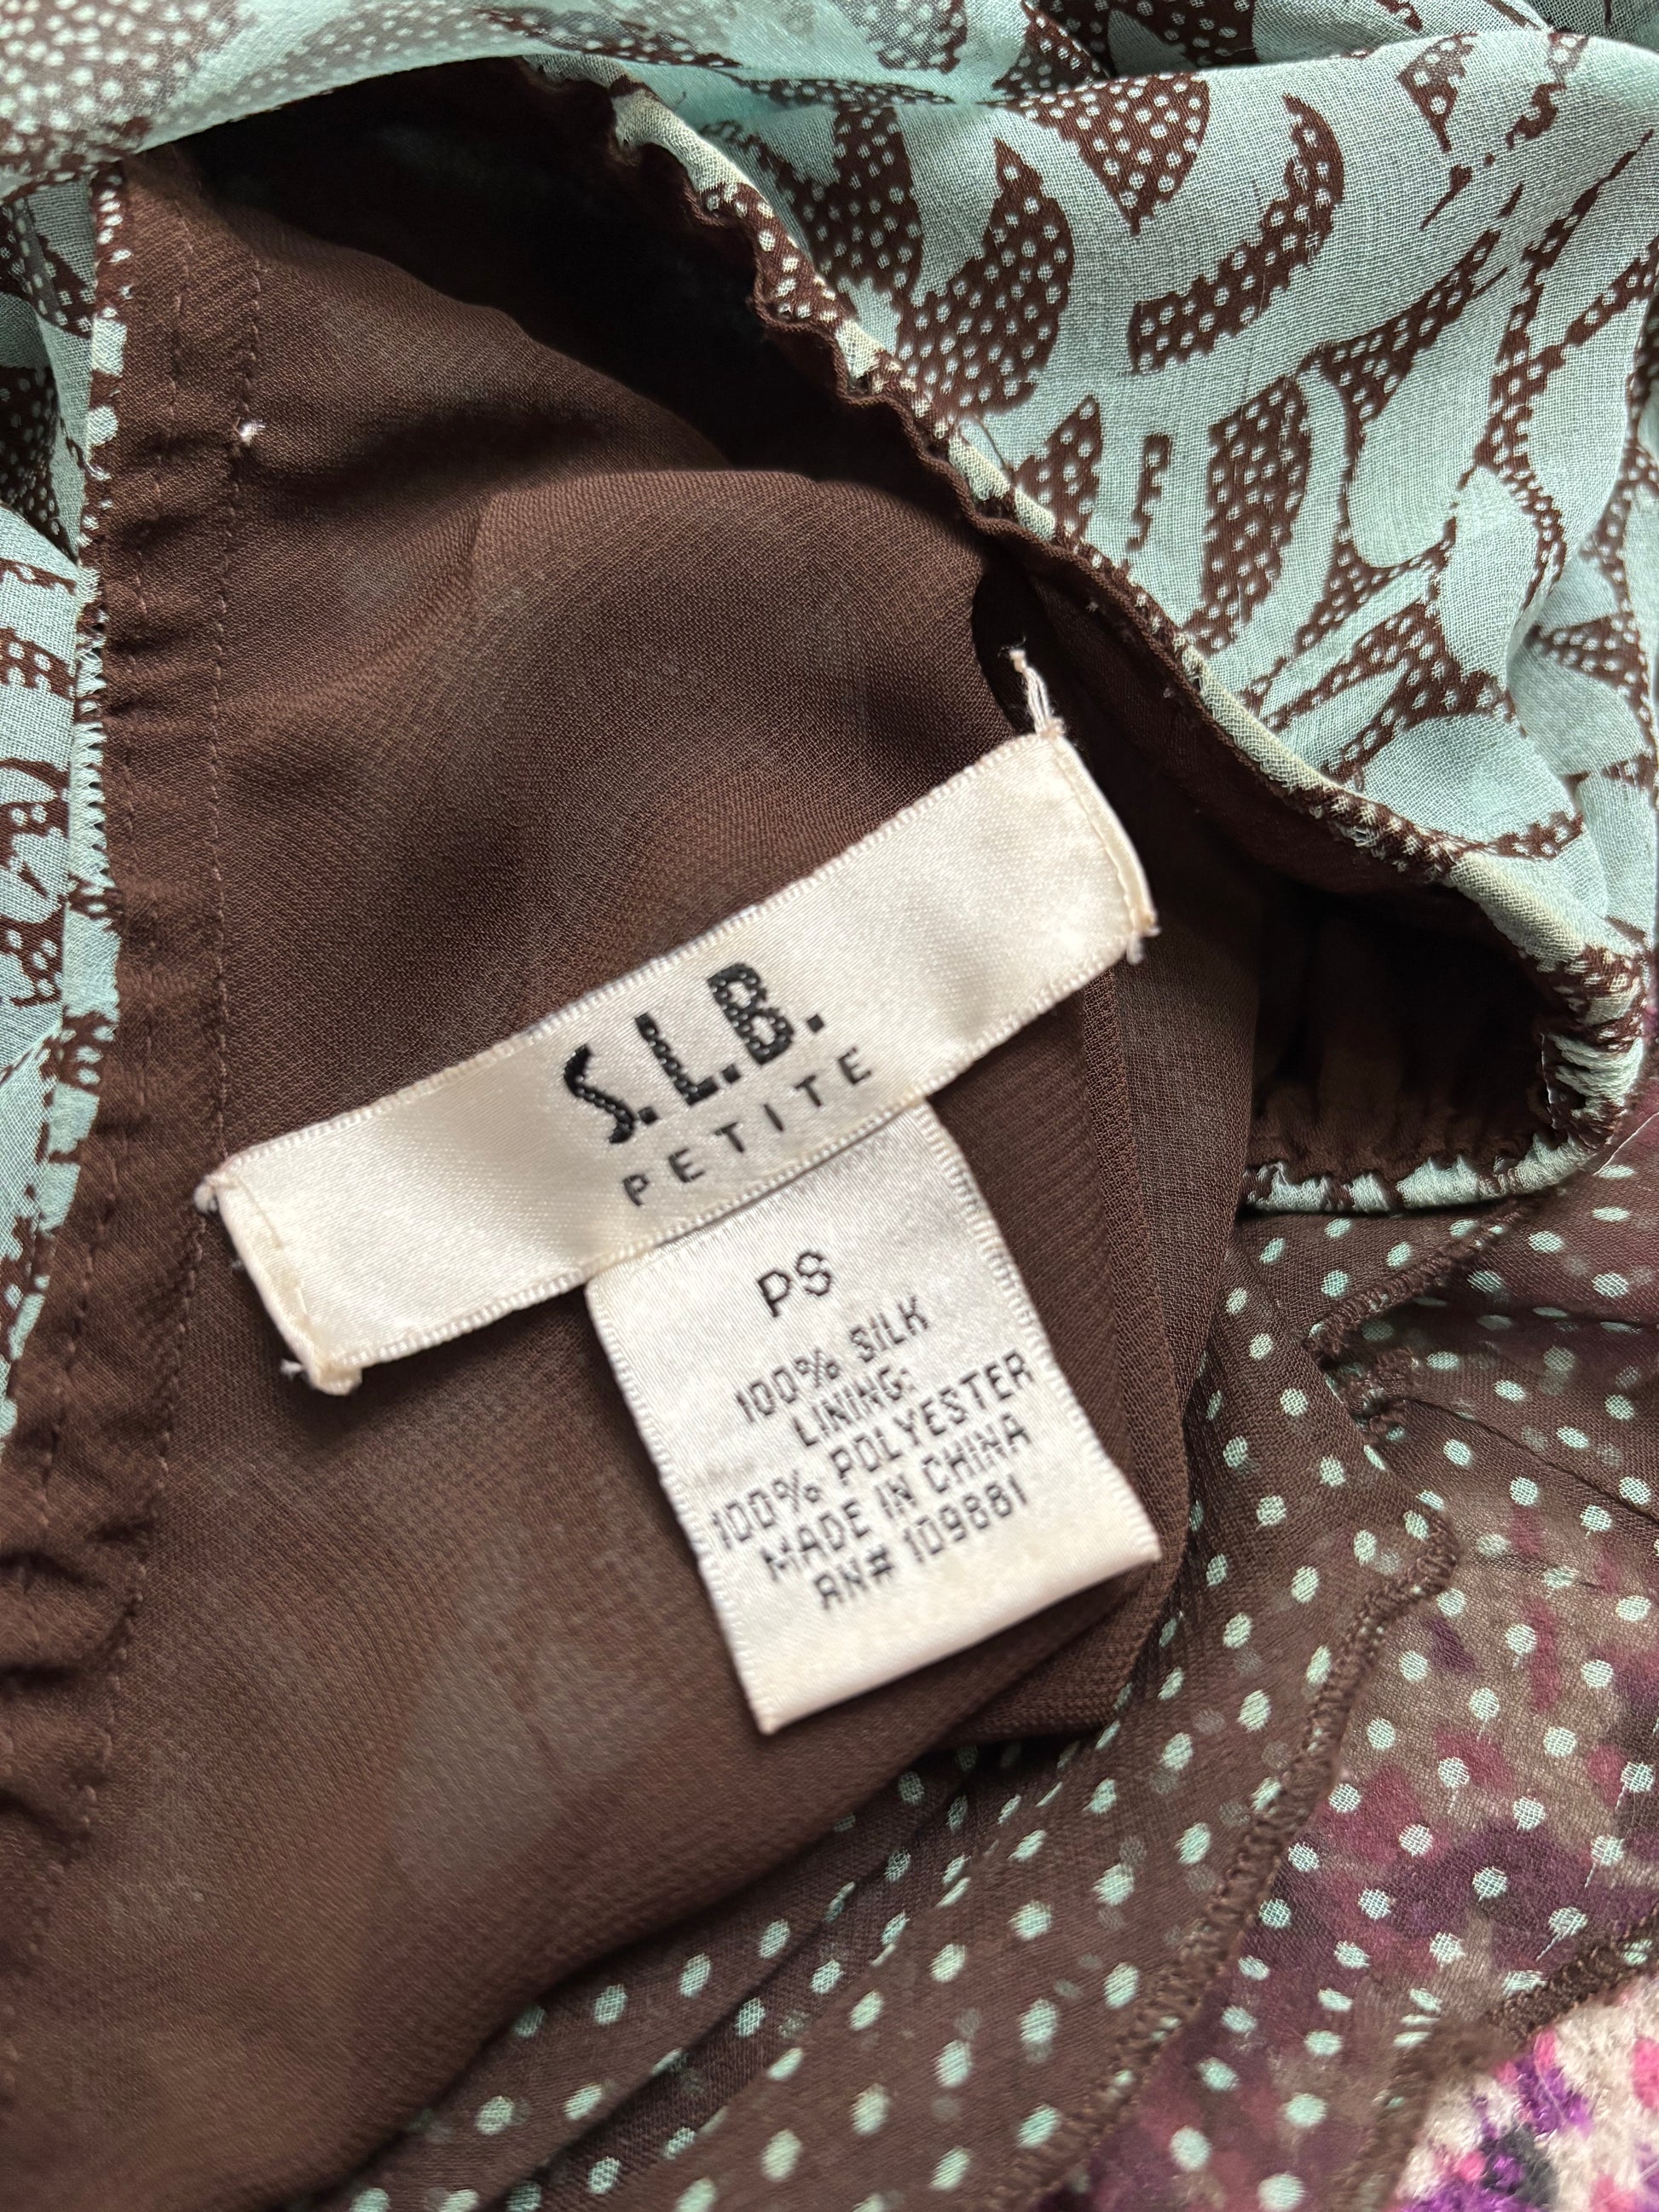 S.L.B.
PETITE
PS
100% SILK
LINING:
100% POLYESTER
MADE IN CHINA
RN# 109881